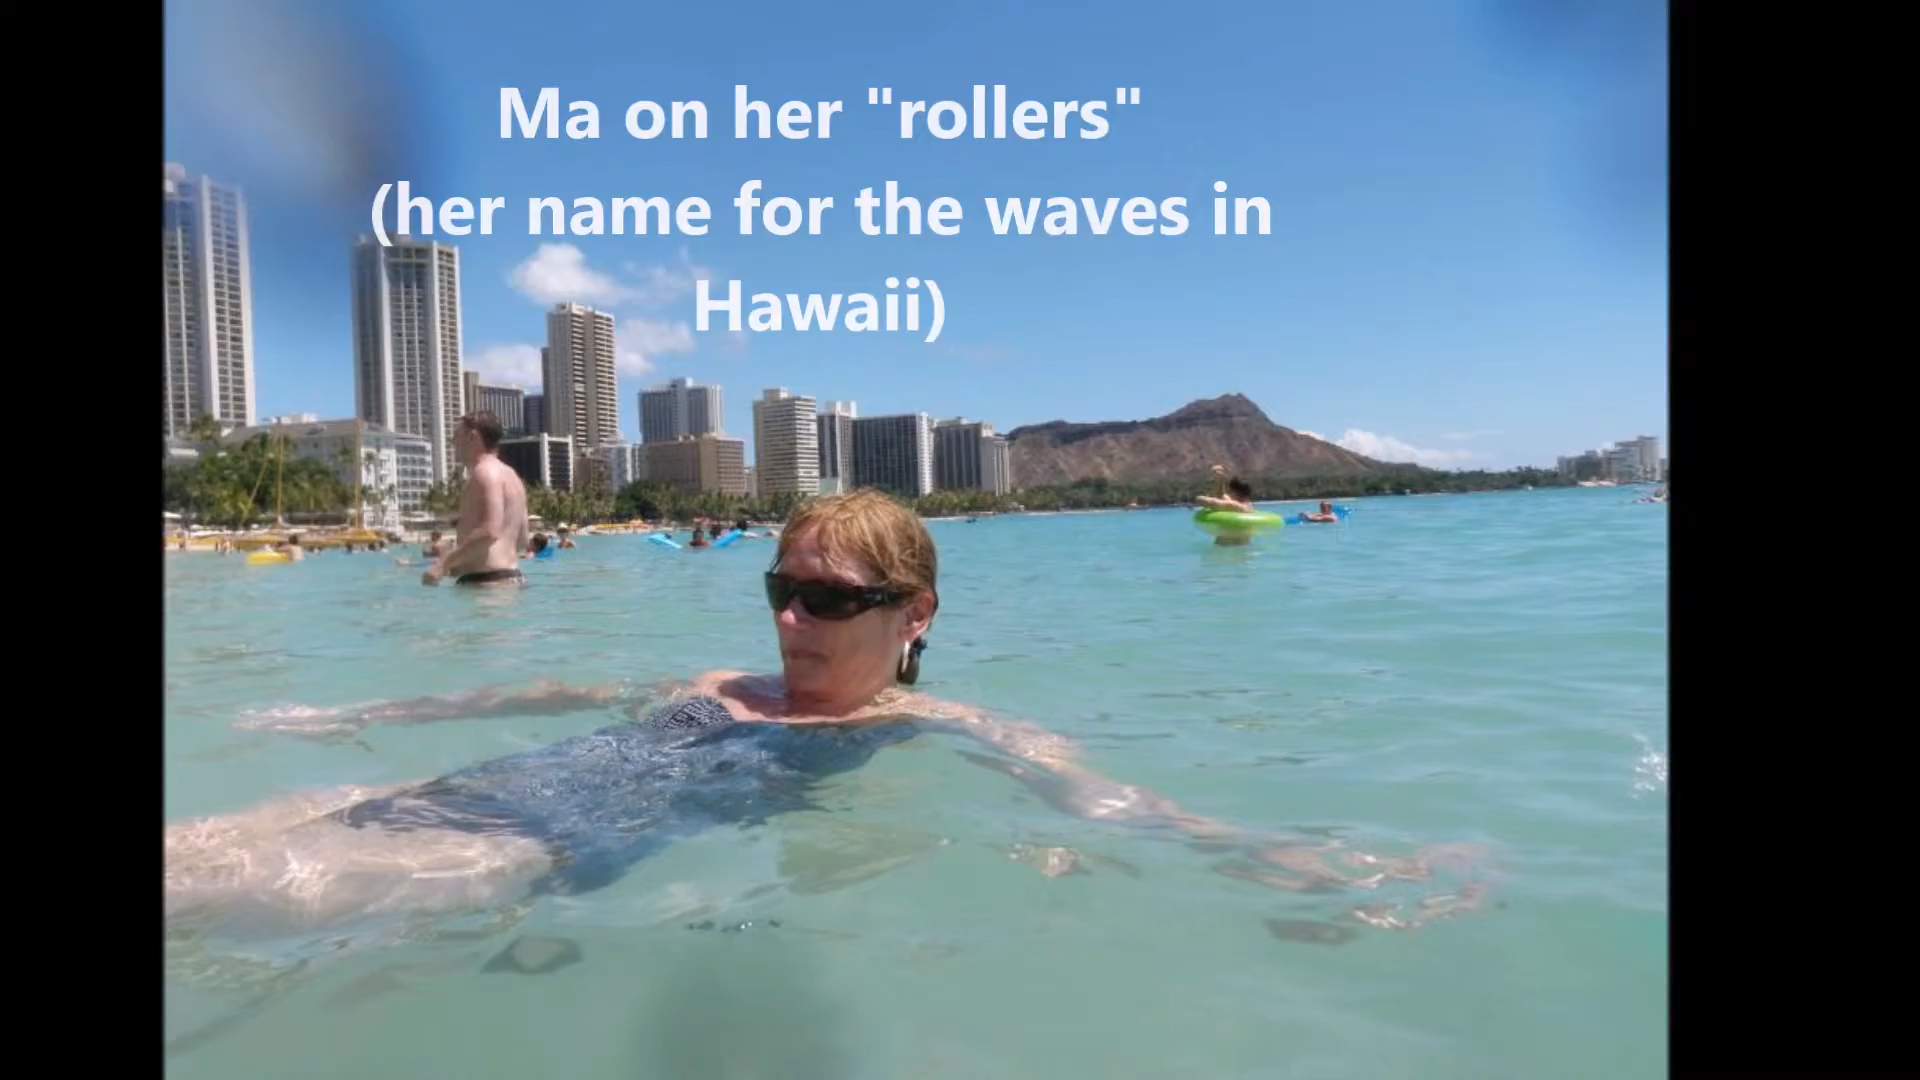 Ma on her "rollers"
(her name for the waves in
Hawaii)